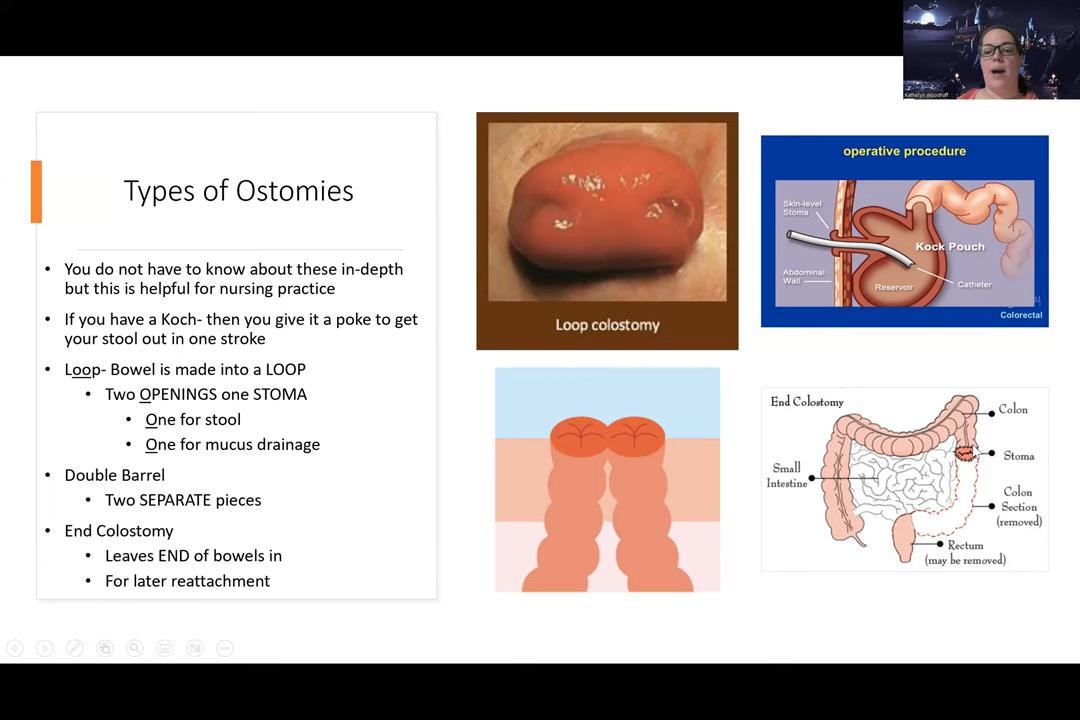 Katheryn Woodruff
Types of Ostomies
• You do not have to know about these in-depth
but this is helpful for nursing practice
• If you have a Koch- then you give it a poke to get
your stool out in one stroke
• Loop- Bowel is made into a LOOP
• Two OPENINGS one STOMA
• One for stool
• One for mucus drainage
• Double Barrel
• Two SEPARATE pieces
• End Colostomy
• Leaves END of bowels in
• For later reattachment
Loop colostomy
operative procedure
Skin-level
Stoma
Kock Pouch
Abdominal
Wall
Reservoir
Catheter
Colorectal
End Colostomy
Colon
Stoma
Small
Intestine
Colon
Section
(removed)
Rectum
(may be removed)